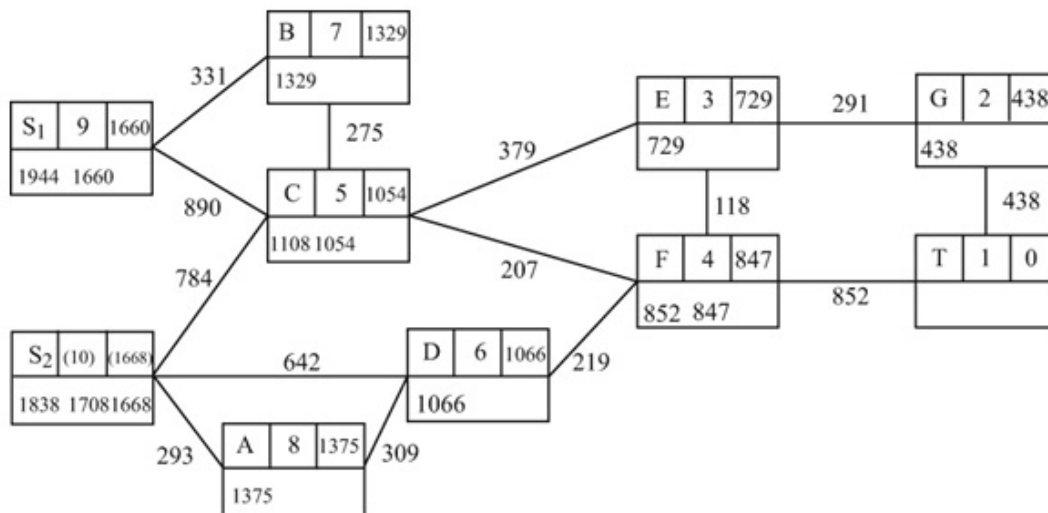 B 7 1329
1329
331
S1 9 1660
1944 1660
275
E 3 729
729
291
G 2 438
438
379
890
C 5 1054
1108 1054
118
438
207
784
F 4 847
852 847
852
T 1 0
S2 (10) (1668)
1838 1708 1668
642
D 6 1066
1066
219
293
A 8 1375
1375
309